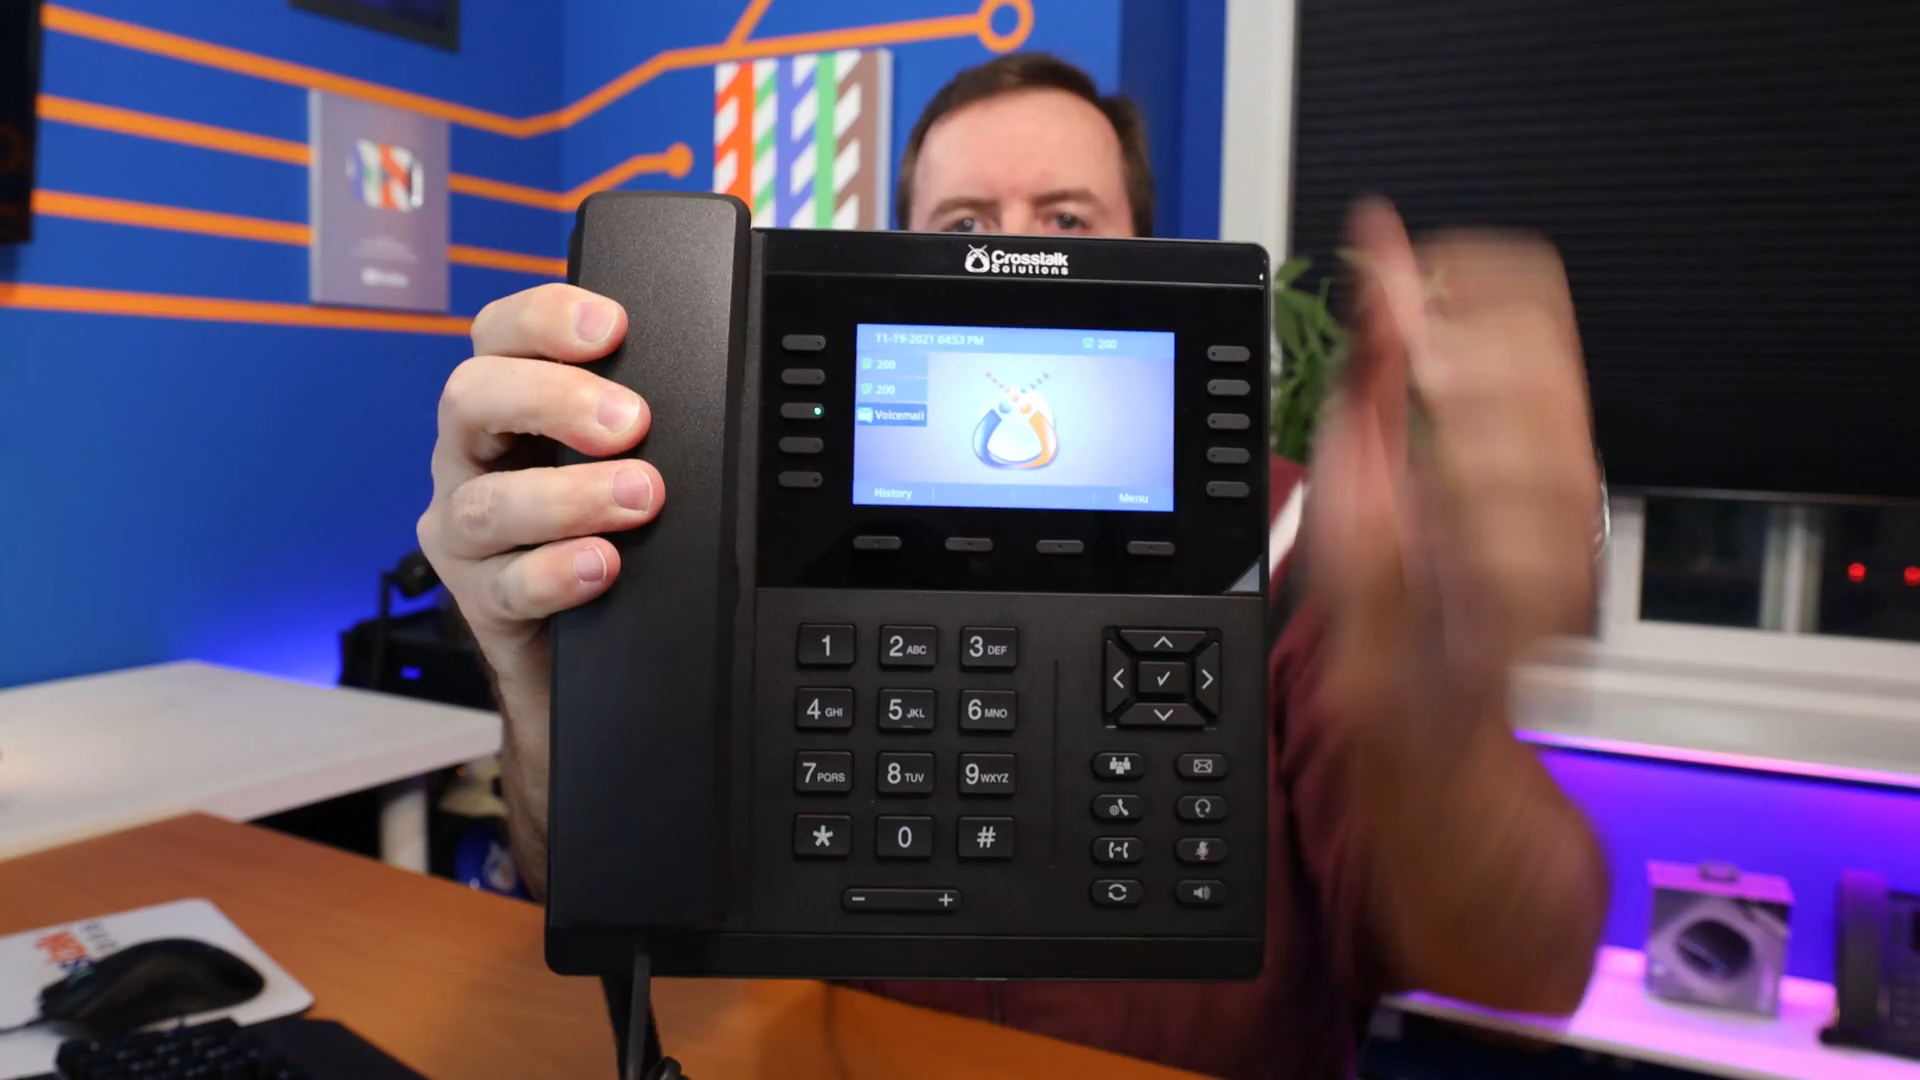 Crosstalk
Solutions
11-19-2021 04:53 PM
200
200
200
Voicemail
History
Menu
1
2 ABC
3 DEF
4 GHI
5 JKL
6 MNO
7 PQRS
8 TUV
9 WXYZ
*
0
#
- +